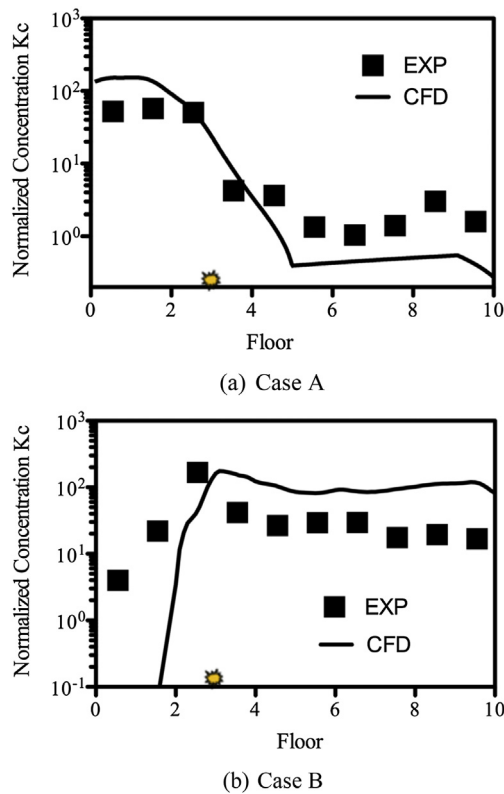 10³
EXP
CFD
10²
10¹
10⁰
Normalized Concentration Kc
0 2 4 6 8 10
Floor
(a) Case A
10³
10²
10¹
10⁰
10⁻¹
Normalized Concentration Kc
EXP
CFD
0 2 4 6 8 10
Floor
(b) Case B